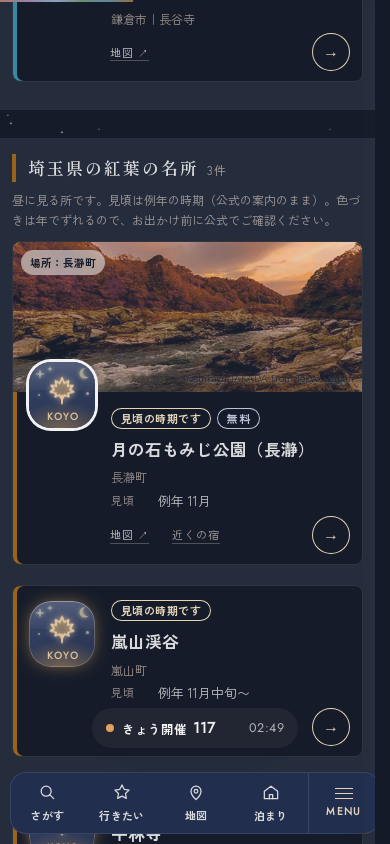 鎌倉市｜長谷寺
地図 ↗
→
埼玉県の紅葉の名所 3件
昼に見る所です。見頃は例年の時期（公式の案内のまま）。色づ
きは年でずれるので、お出かけ前に公式でご確認ください。
場所：長瀞町
KOYO
見頃の時期です 無料
月の石もみじ公園（長瀞）
長瀞町
見頃 例年 11月
地図 ↗ 近くの宿
→
KOYO
見頃の時期です
嵐山渓谷
嵐山町
見頃 例年 11月中旬〜
きょう開催 117 02:49
→
さがす 行きたい 地図 泊まり MENU